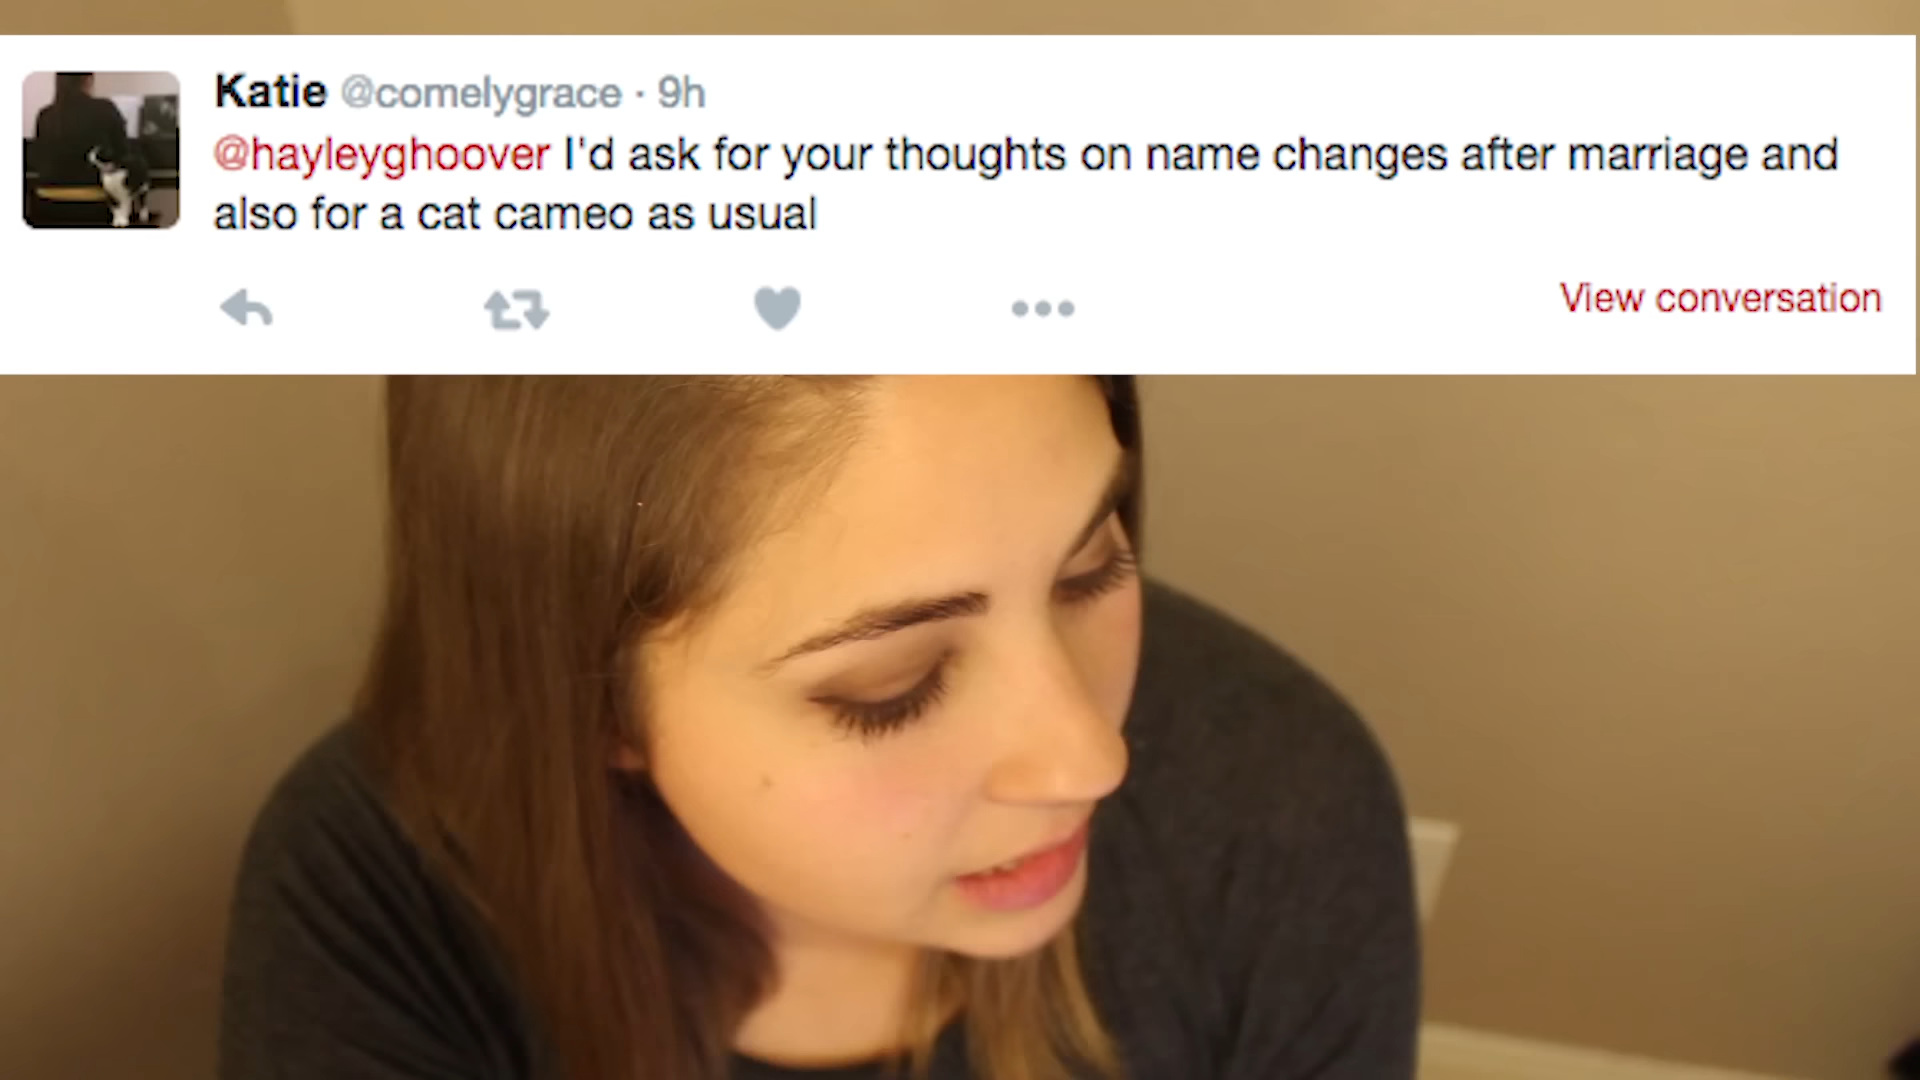 Katie @comelygrace · 9h
@hayleyghoover I'd ask for your thoughts on name changes after marriage and
also for a cat cameo as usual
View conversation